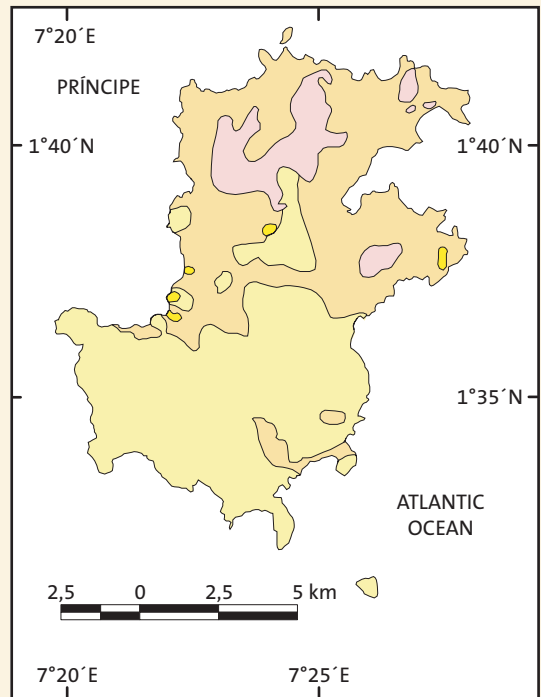 7°20´E
PRÍNCIPE
1°40´N
1°40´N
1°35´N
ATLANTIC
OCEAN
2,5 0 2,5 5 km
7°20´E 7°25´E